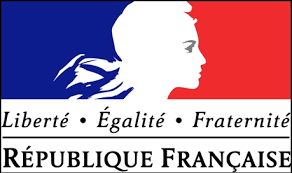 Liberté • Égalité • Fraternité
RÉPUBLIQUE FRANÇAISE